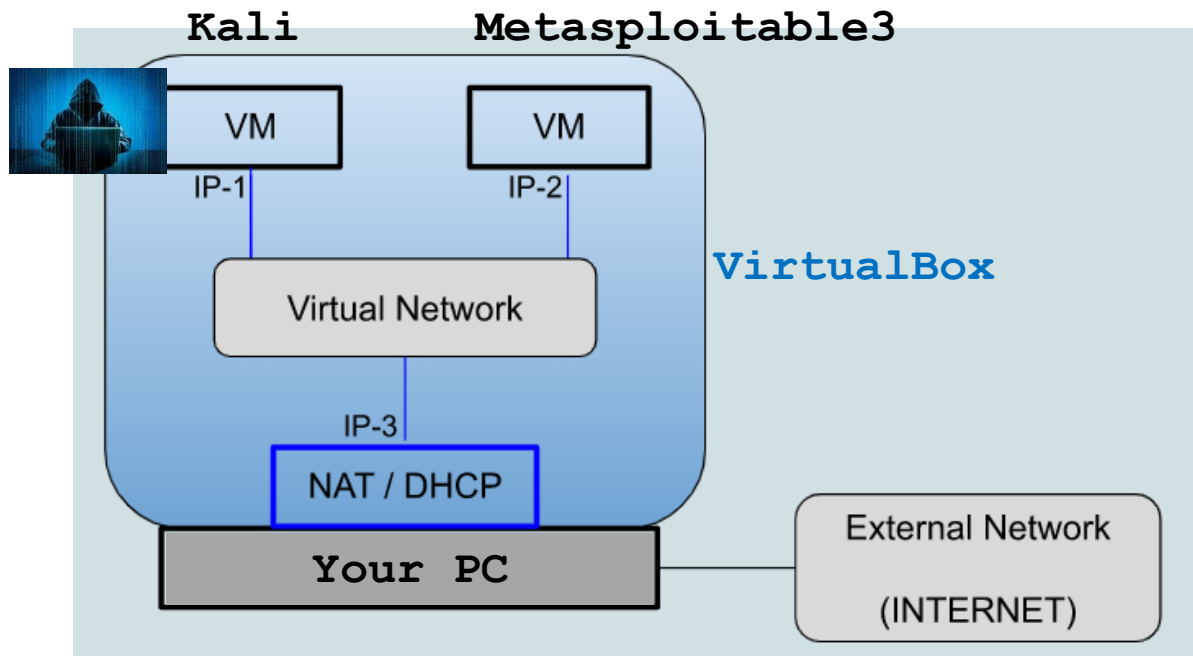 Kali
Metasploitable3
VM
VM
IP-1
IP-2
VirtualBox
Virtual Network
IP-3
NAT / DHCP
Your PC
External Network
(INTERNET)